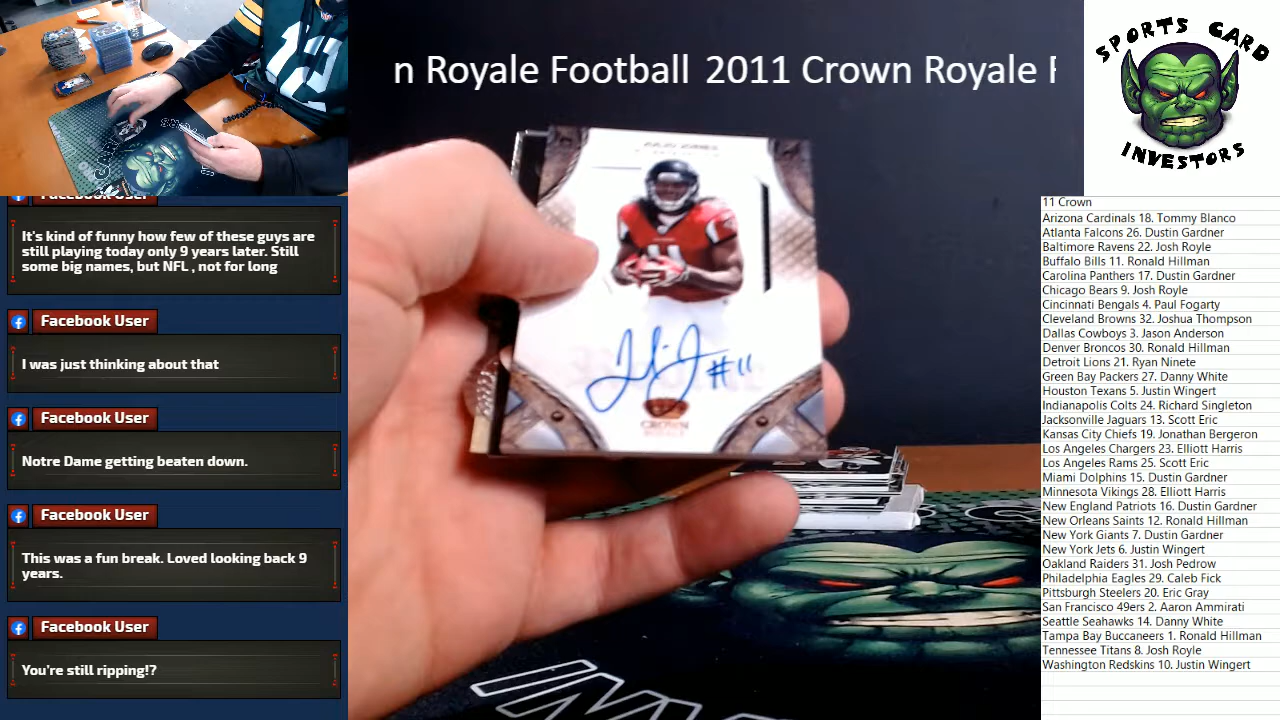 n Royale Football 2011 Crown Royale F
SPORTS CARD
INVESTORS
Facebook User
It's kind of funny how few of these guys are
still playing today only 9 years later. Still
some big names, but NFL , not for long
Facebook User
I was just thinking about that
Facebook User
Notre Dame getting beaten down.
Facebook User
This was a fun break. Loved looking back 9
years.
Facebook User
You're still ripping!?
#11
CROWN
ROYALE
11 Crown
Arizona Cardinals 18. Tommy Blanco
Atlanta Falcons 26. Dustin Gardner
Baltimore Ravens 22. Josh Royle
Buffalo Bills 11. Ronald Hillman
Carolina Panthers 17. Dustin Gardner
Chicago Bears 9. Josh Royle
Cincinnati Bengals 4. Paul Fogarty
Cleveland Browns 32. Joshua Thompson
Dallas Cowboys 3. Jason Anderson
Denver Broncos 30. Ronald Hillman
Detroit Lions 21. Ryan Ninete
Green Bay Packers 27. Danny White
Houston Texans 5. Justin Wingert
Indianapolis Colts 24. Richard Singleton
Jacksonville Jaguars 13. Scott Eric
Kansas City Chiefs 19. Jonathan Bergeron
Los Angeles Chargers 23. Elliott Harris
Los Angeles Rams 25. Scott Eric
Miami Dolphins 15. Dustin Gardner
Minnesota Vikings 28. Elliott Harris
New England Patriots 16. Dustin Gardner
New Orleans Saints 12. Ronald Hillman
New York Giants 7. Dustin Gardner
New York Jets 6. Justin Wingert
Oakland Raiders 31. Josh Pedrow
Philadelphia Eagles 29. Caleb Fick
Pittsburgh Steelers 20. Eric Gray
San Francisco 49ers 2. Aaron Ammirati
Seattle Seahawks 14. Danny White
Tampa Bay Buccaneers 1. Ronald Hillman
Tennessee Titans 8. Josh Royle
Washington Redskins 10. Justin Wingert